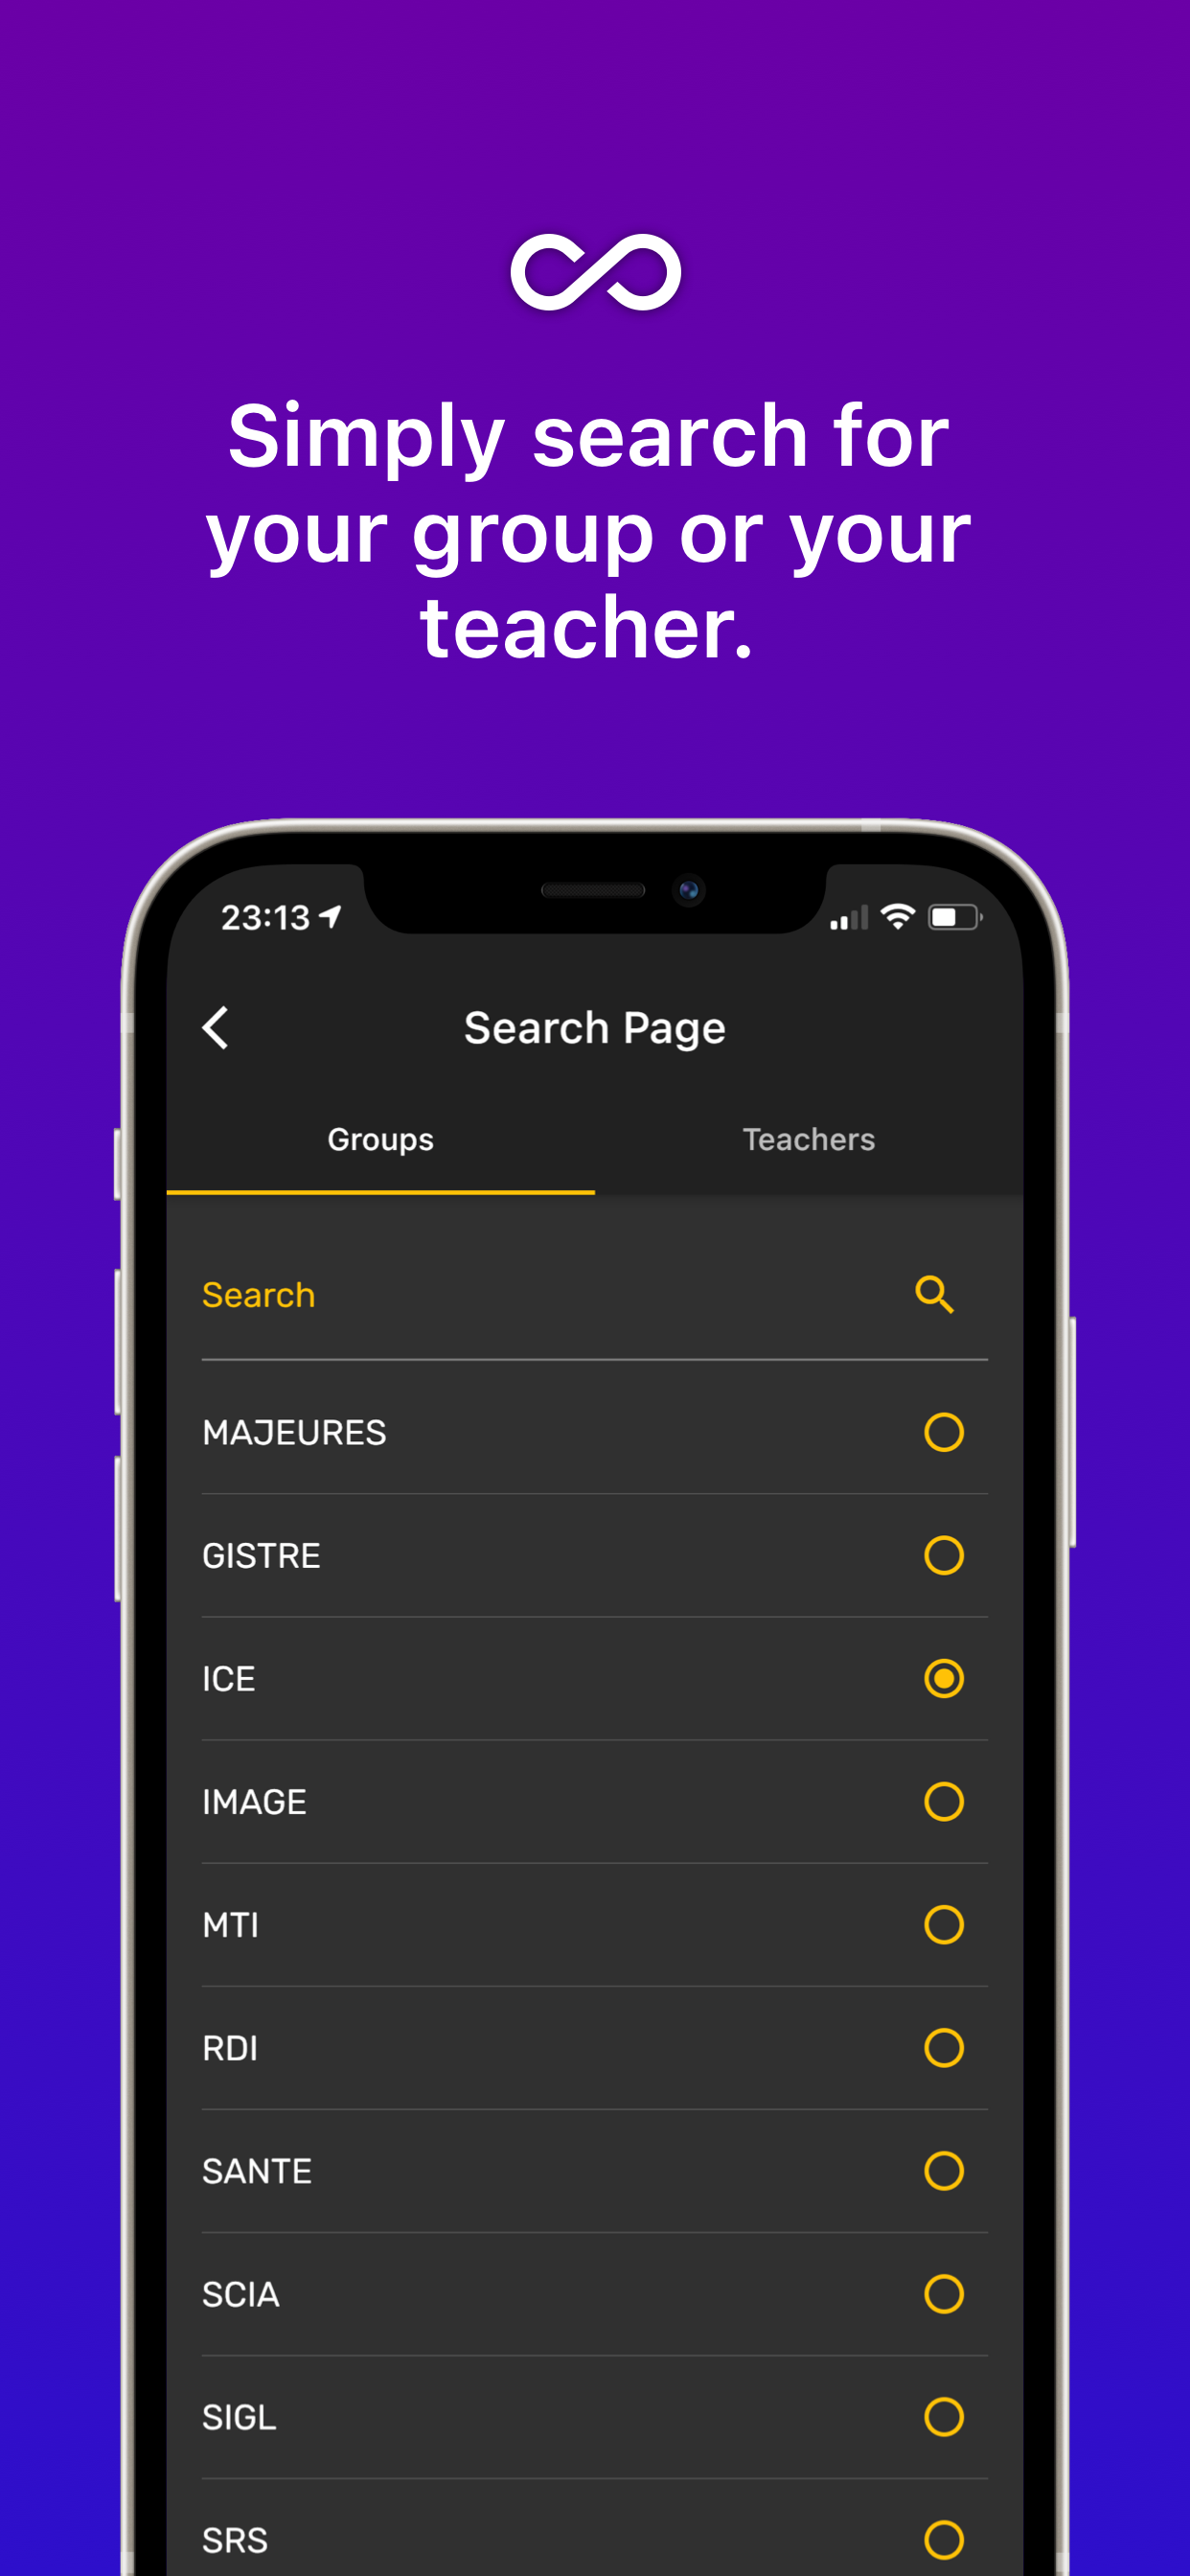 Simply search for
your group or your
teacher.
23:13
Search Page
Groups
Teachers
Search
MAJEURES
GISTRE
ICE
IMAGE
MTI
RDI
SANTE
SCIA
SIGL
SRS